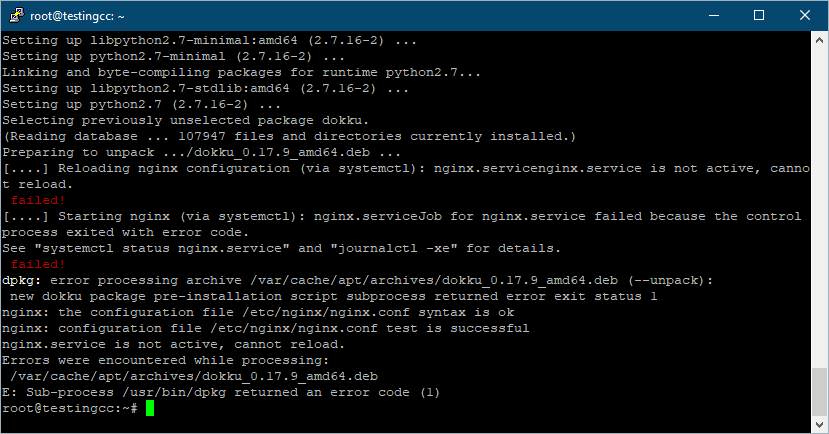 root@testingcc: ~
Setting up libpython2.7-minimal:amd64 (2.7.16-2) ...
Setting up python2.7-minimal (2.7.16-2) ...
Linking and byte-compiling packages for runtime python2.7...
Setting up libpython2.7-stdlib:amd64 (2.7.16-2) ...
Setting up python2.7 (2.7.16-2) ...
Selecting previously unselected package dokku.
(Reading database ... 107947 files and directories currently installed.)
Preparing to unpack .../dokku_0.17.9_amd64.deb ...
[....] Reloading nginx configuration (via systemctl): nginx.servicenginx.service is not active, canno
t reload.
 failed!
[....] Starting nginx (via systemctl): nginx.serviceJob for nginx.service failed because the control
process exited with error code.
See "systemctl status nginx.service" and "journalctl -xe" for details.
 failed!
dpkg: error processing archive /var/cache/apt/archives/dokku_0.17.9_amd64.deb (--unpack):
 new dokku package pre-installation script subprocess returned error exit status 1
nginx: the configuration file /etc/nginx/nginx.conf syntax is ok
nginx: configuration file /etc/nginx/nginx.conf test is successful
nginx.service is not active, cannot reload.
Errors were encountered while processing:
 /var/cache/apt/archives/dokku_0.17.9_amd64.deb
E: Sub-process /usr/bin/dpkg returned an error code (1)
root@testingcc:~#